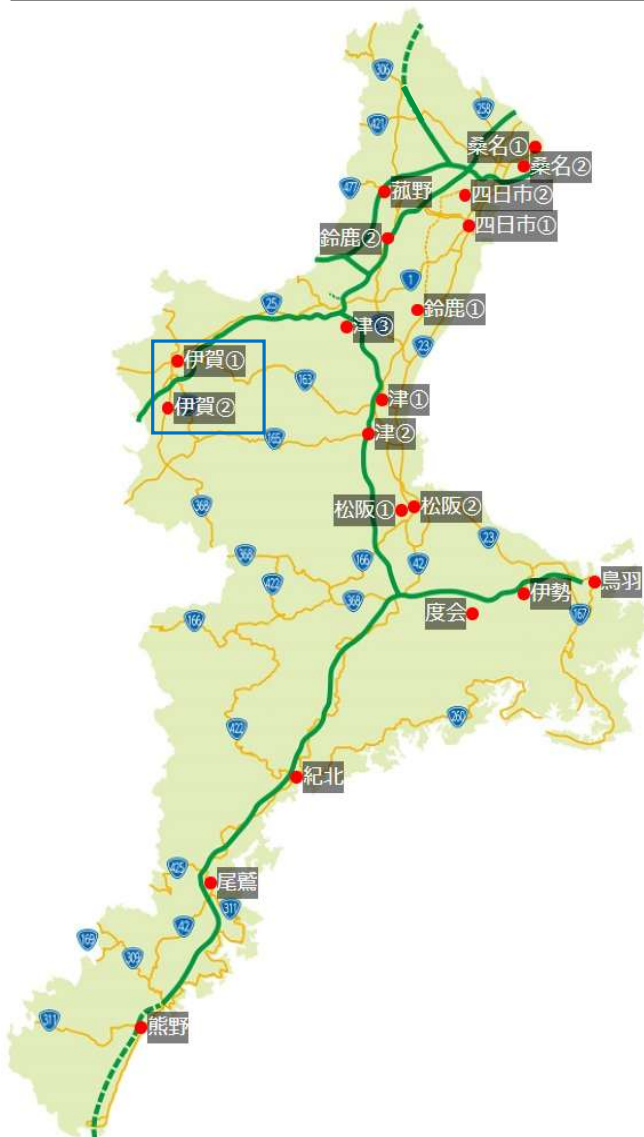 306
258
421
桑名①
桑名②
477
菰野
四日市②
四日市①
鈴鹿②
1
25
鈴鹿①
津③
23
伊賀①
163
津①
伊賀②
165
津②
368
松阪①
松阪②
23
368
166
42
422
368
伊勢
鳥羽
度会
167
166
260
422
紀北
425
尾鷲
311
42
169
309
311
熊野